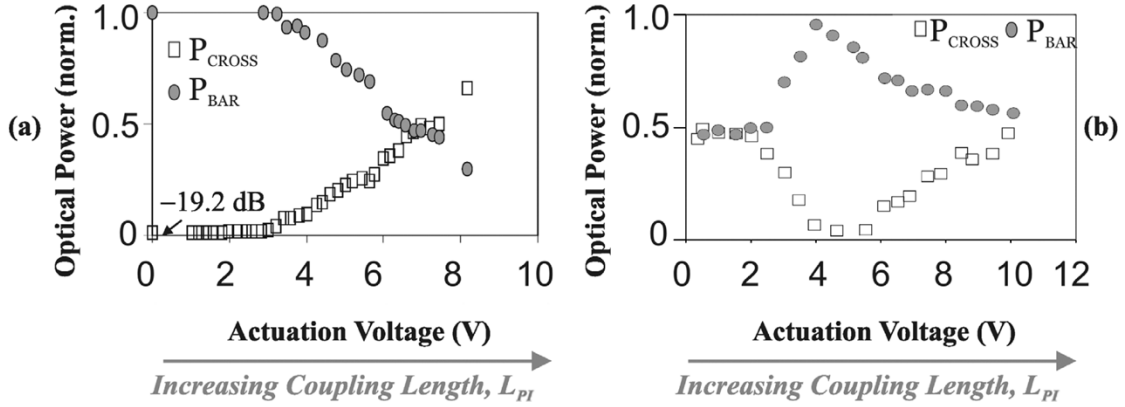 (a)
Optical Power (norm.)
1.0
0.5
0
P_CROSS
P_BAR
−19.2 dB
0 2 4 6 8 10
Actuation Voltage (V)
Increasing Coupling Length, L_PI
(b)
Optical Power (norm.)
1.0
0.5
0
P_CROSS P_BAR
0 2 4 6 8 10 12
Actuation Voltage (V)
Increasing Coupling Length, L_PI